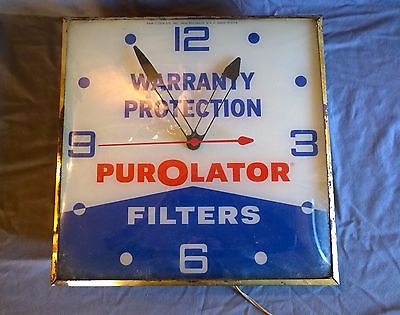 12
WARRANTY
PROTECTION
9 3
PUROLATOR
FILTERS
6